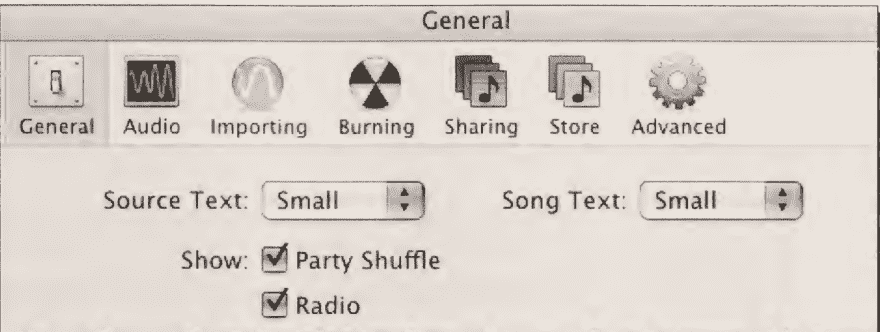 General
General Audio Importing Burning Sharing Store Advanced
Source Text: Small Song Text: Small
Show: Party Shuffle
Radio